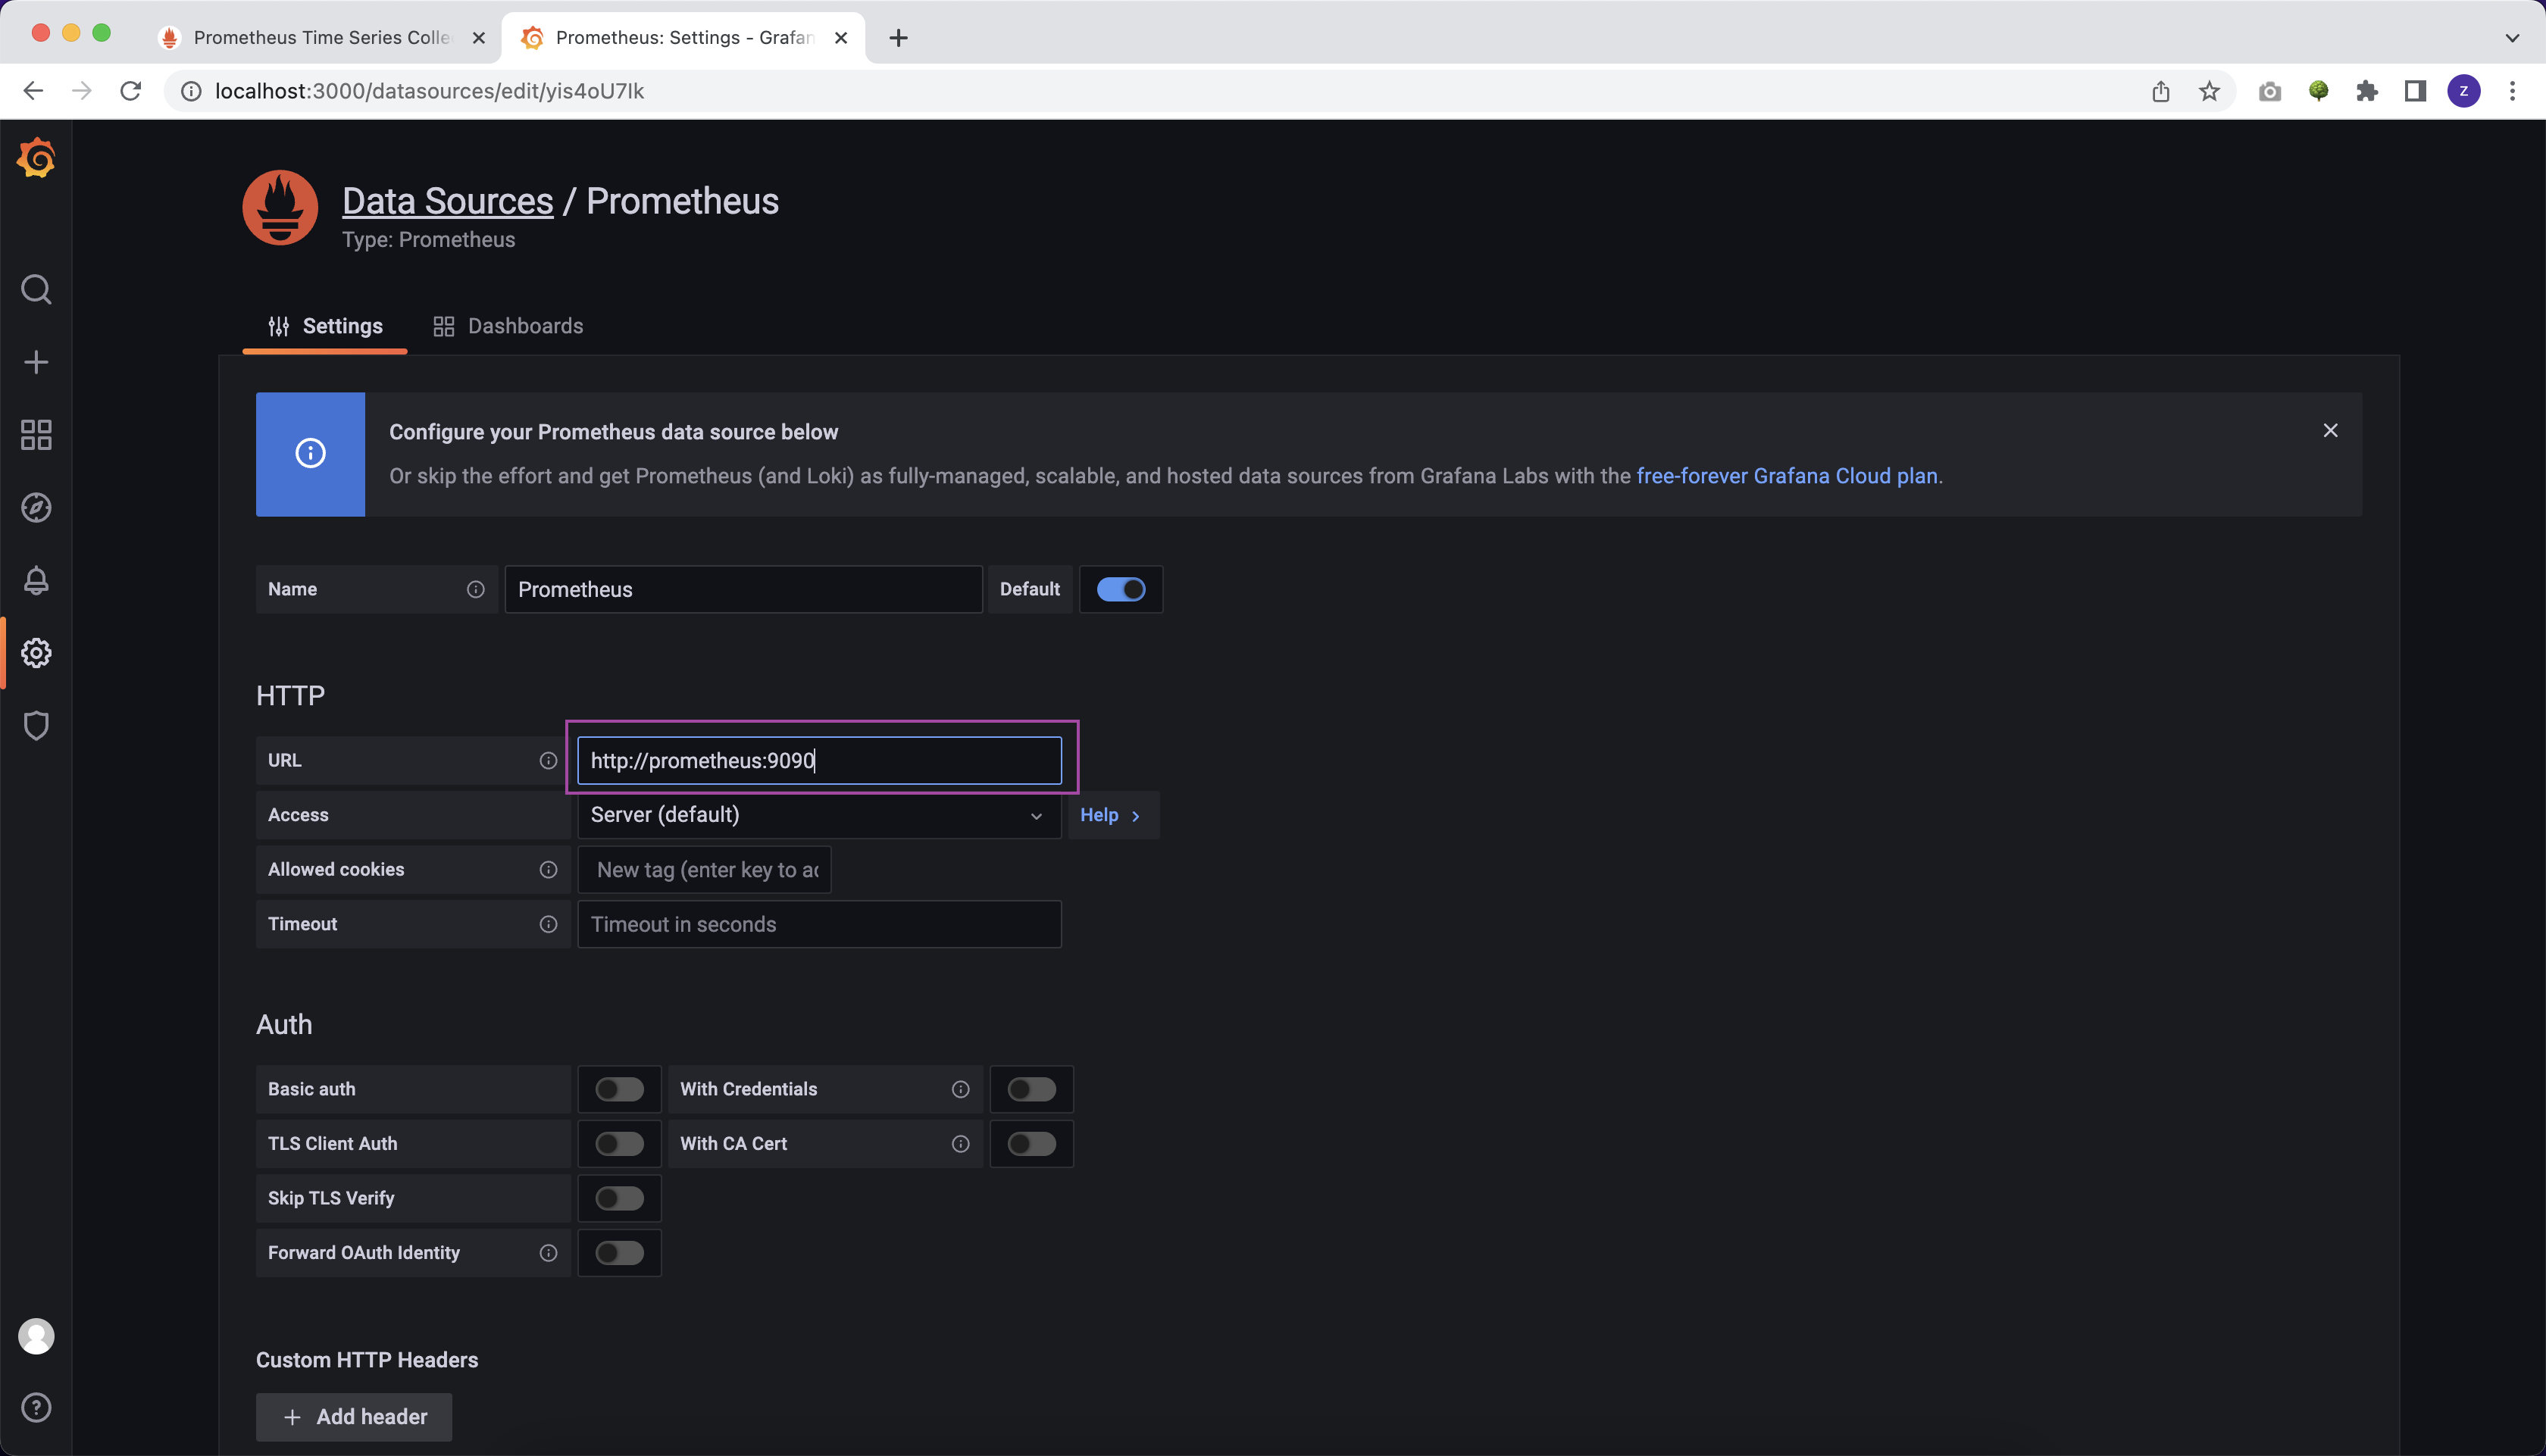 Prometheus Time Series Colle
Prometheus: Settings - Grafan
localhost:3000/datasources/edit/yis4oU7Ik
z
Data Sources / Prometheus
Type: Prometheus
Settings
Dashboards
Configure your Prometheus data source below
Or skip the effort and get Prometheus (and Loki) as fully-managed, scalable, and hosted data sources from Grafana Labs with the free-forever Grafana Cloud plan.
Name
Prometheus
Default
HTTP
URL
http://prometheus:9090
Access
Server (default)
Help
Allowed cookies
New tag (enter key to ac
Timeout
Timeout in seconds
Auth
Basic auth
With Credentials
TLS Client Auth
With CA Cert
Skip TLS Verify
Forward OAuth Identity
Custom HTTP Headers
Add header